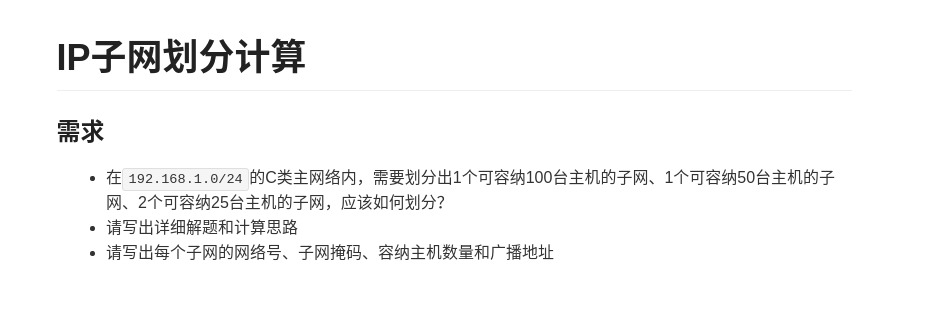 IP子网划分计算
需求
在192.168.1.0/24的C类主网络内，需要划分出1个可容纳100台主机的子网、1个可容纳50台主机的子
网、2个可容纳25台主机的子网，应该如何划分?
请写出详细解题和计算思路
请写出每个子网的网络号、子网掩码、容纳主机数量和广播地址